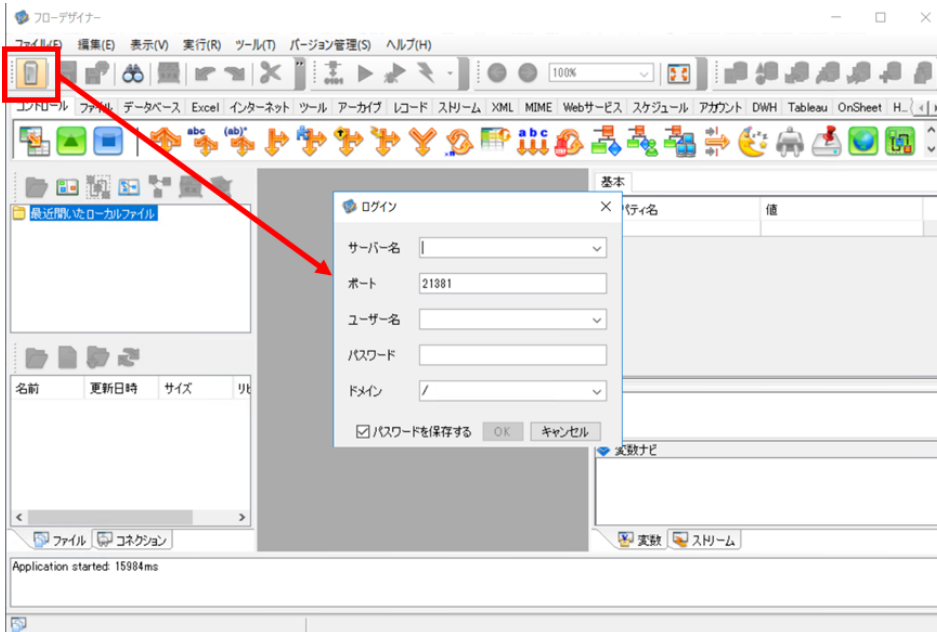 フローデザイナー
ファイル(F) 編集(E) 表示(V) 実行(R) ツール(T) バージョン管理(S) ヘルプ(H)
100%
コントロール ファイル データベース Excel インターネット ツール アーカイブ レコード ストリーム XML MIME Webサービス スケジュール アカウント DWH Tableau OnSheet H...
abc (ab)* abc
最近開いたローカルファイル
名前 更新日時 サイズ リビ
ファイル コネクション
ログイン
サーバー名
ポート 21381
ユーザー名
パスワード
ドメイン /
パスワードを保存する OK キャンセル
基本
パティ名 値
変数ナビ
変数 ストリーム
Application started: 15984ms